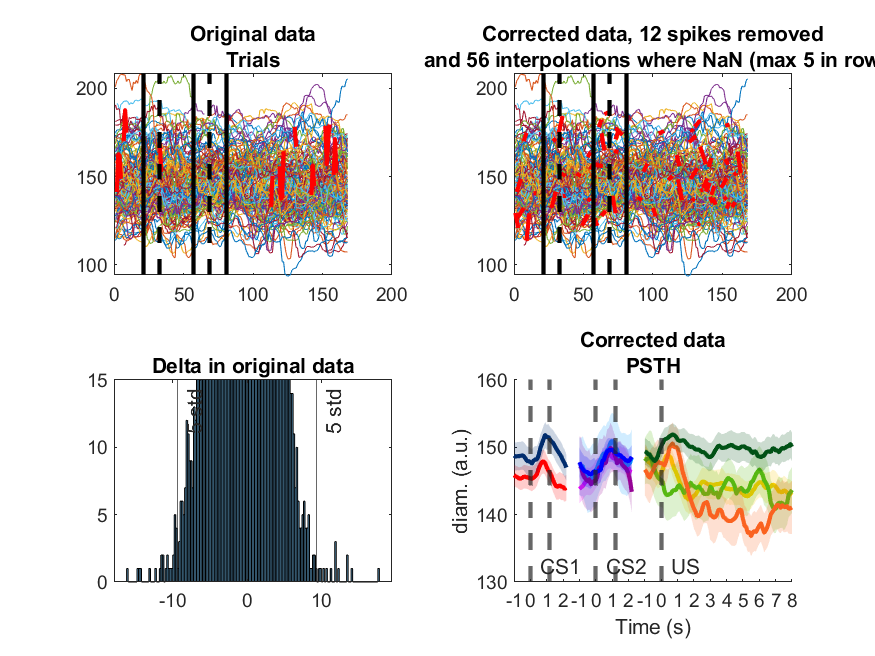 Original data
Trials
200
150
100
0
50
100
150
200
Corrected data, 12 spikes removed
and 56 interpolations where NaN (max 5 in row
200
150
100
0
50
100
150
200
Delta in original data
15
10
5
0
-10
0
10
std
5 std
Corrected data
PSTH
160
150
140
130
diam. (a.u.)
CS1
CS2
US
-1 0 1 2 -1 0 1 2 -1 0 1 2 3 4 5 6 7 8
Time (s)